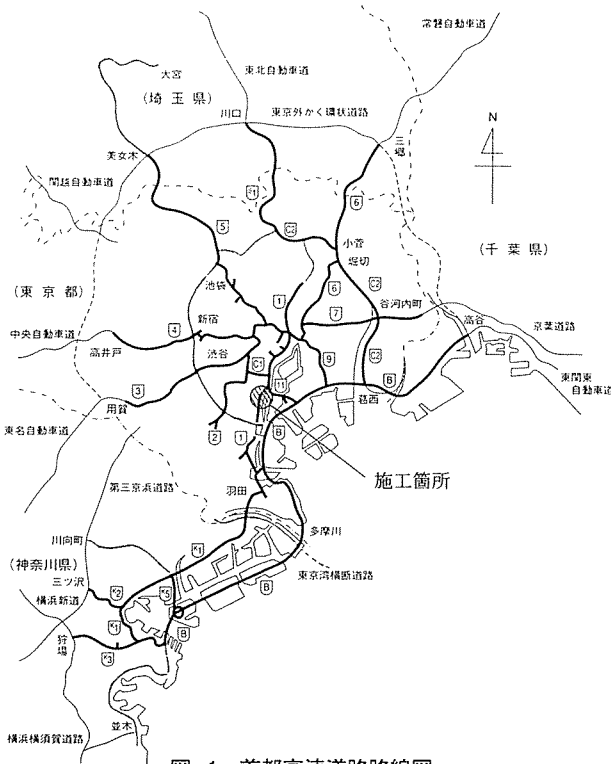 常磐自動車道
大宮
東北自動車道
(埼玉県)
川口
東京外かく環状道路
N
三郷
美女木
関越自動車道
S1
6
5
C2
小菅
(千葉県)
堀切
(東京都)
池袋
1
6
C2
谷河内町
7
高谷
新宿
4
京葉道路
中央自動車道
高井戸
渋谷
C1
9
C2
B
東関東
自動車道
葛西
3
11
用賀
東名自動車道
2
1
B
施工箇所
第三京浜道路
羽田
多摩川
川向町
K1
東京湾横断道路
(神奈川県)
三ツ沢
K2
K5
B
横浜新道
K1
B
狩場
K3
並木
横浜横須賀道路
図-1 首都高速道路路線図